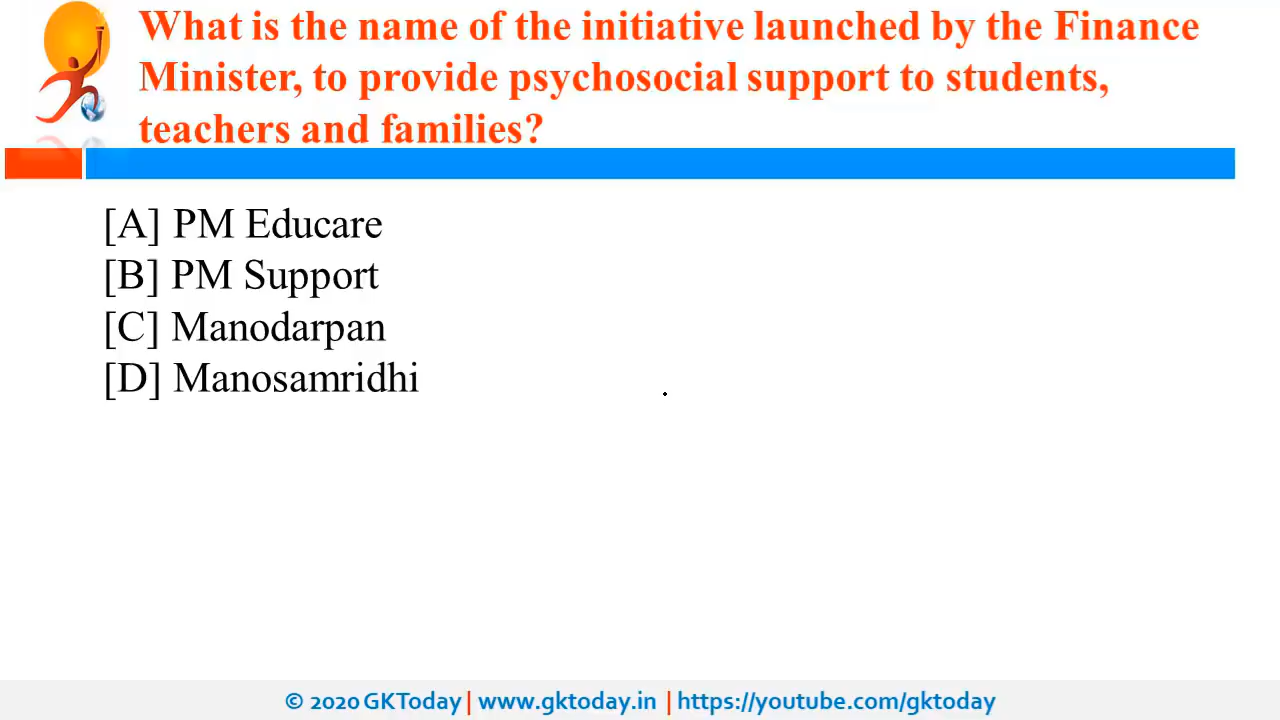 What is the name of the initiative launched by the Finance
Minister, to provide psychosocial support to students,
teachers and families?
[A] PM Educare
[B] PM Support
[C] Manodarpan
[D] Manosamridhi
© 2020 GKToday | www.gktoday.in | https://youtube.com/gktoday